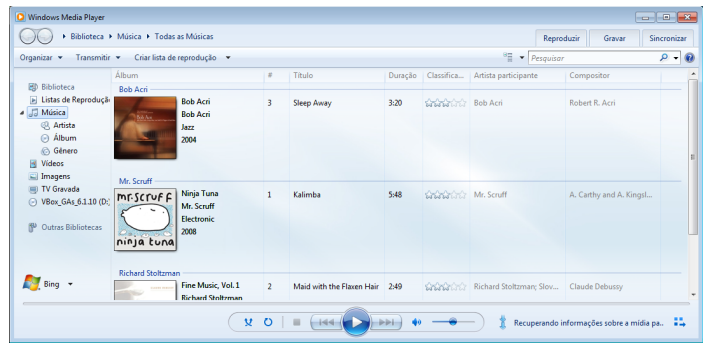 Windows Media Player
Biblioteca Música Todas as Músicas
Reproduzir Gravar Sincronizar
Organizar Transmitir Criar lista de reprodução
Pesquisar
Álbum # Título Duração Classifica... Artista participante Compositor
Biblioteca
Listas de Reproduçã
Música
Artista
Álbum
Gênero
Vídeos
Imagens
TV Gravada
VBox_GAs_6.1.10 (D:)
Outras Bibliotecas
Bing
Bob Acri
Bob Acri
Bob Acri
Jazz
2004
3 Sleep Away 3:20 Bob Acri Robert R. Acri
Mr. Scruff
mr.scruff
ninja tuna
Ninja Tuna
Mr. Scruff
Electronic
2008
1 Kalimba 5:48 Mr. Scruff A. Carthy and A. Kingsl...
Richard Stoltzman
Fine Music, Vol. 1
Richard Stoltzman
2 Maid with the Flaxen Hair 2:49 Richard Stoltzman; Slov... Claude Debussy
Recuperando informações sobre a mídia pa..